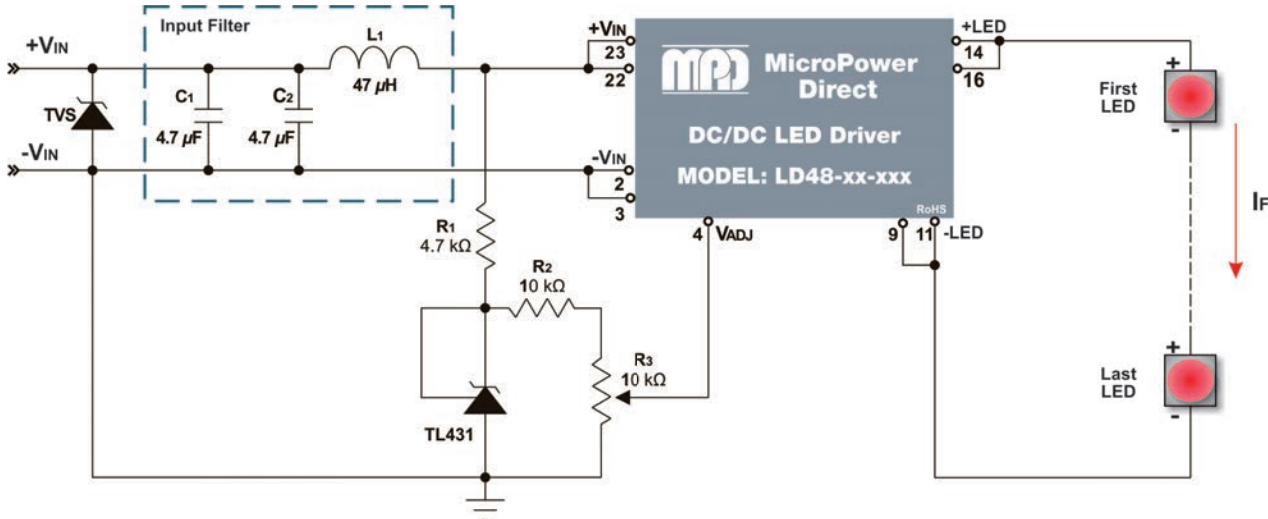 Input Filter
+VIN
-VIN
TVS
C1
4.7 µF
C2
4.7 µF
L1
47 µH
R1
4.7 kΩ
R2
10 kΩ
R3
10 kΩ
TL431
+VIN
23
22
-VIN
2
3
MPD
MicroPower
Direct
DC/DC LED Driver
MODEL: LD48-xx-xxx
RoHS
4
VADJ
9
11
-LED
+LED
14
16
+
First
LED
-
IF
+
Last
LED
-